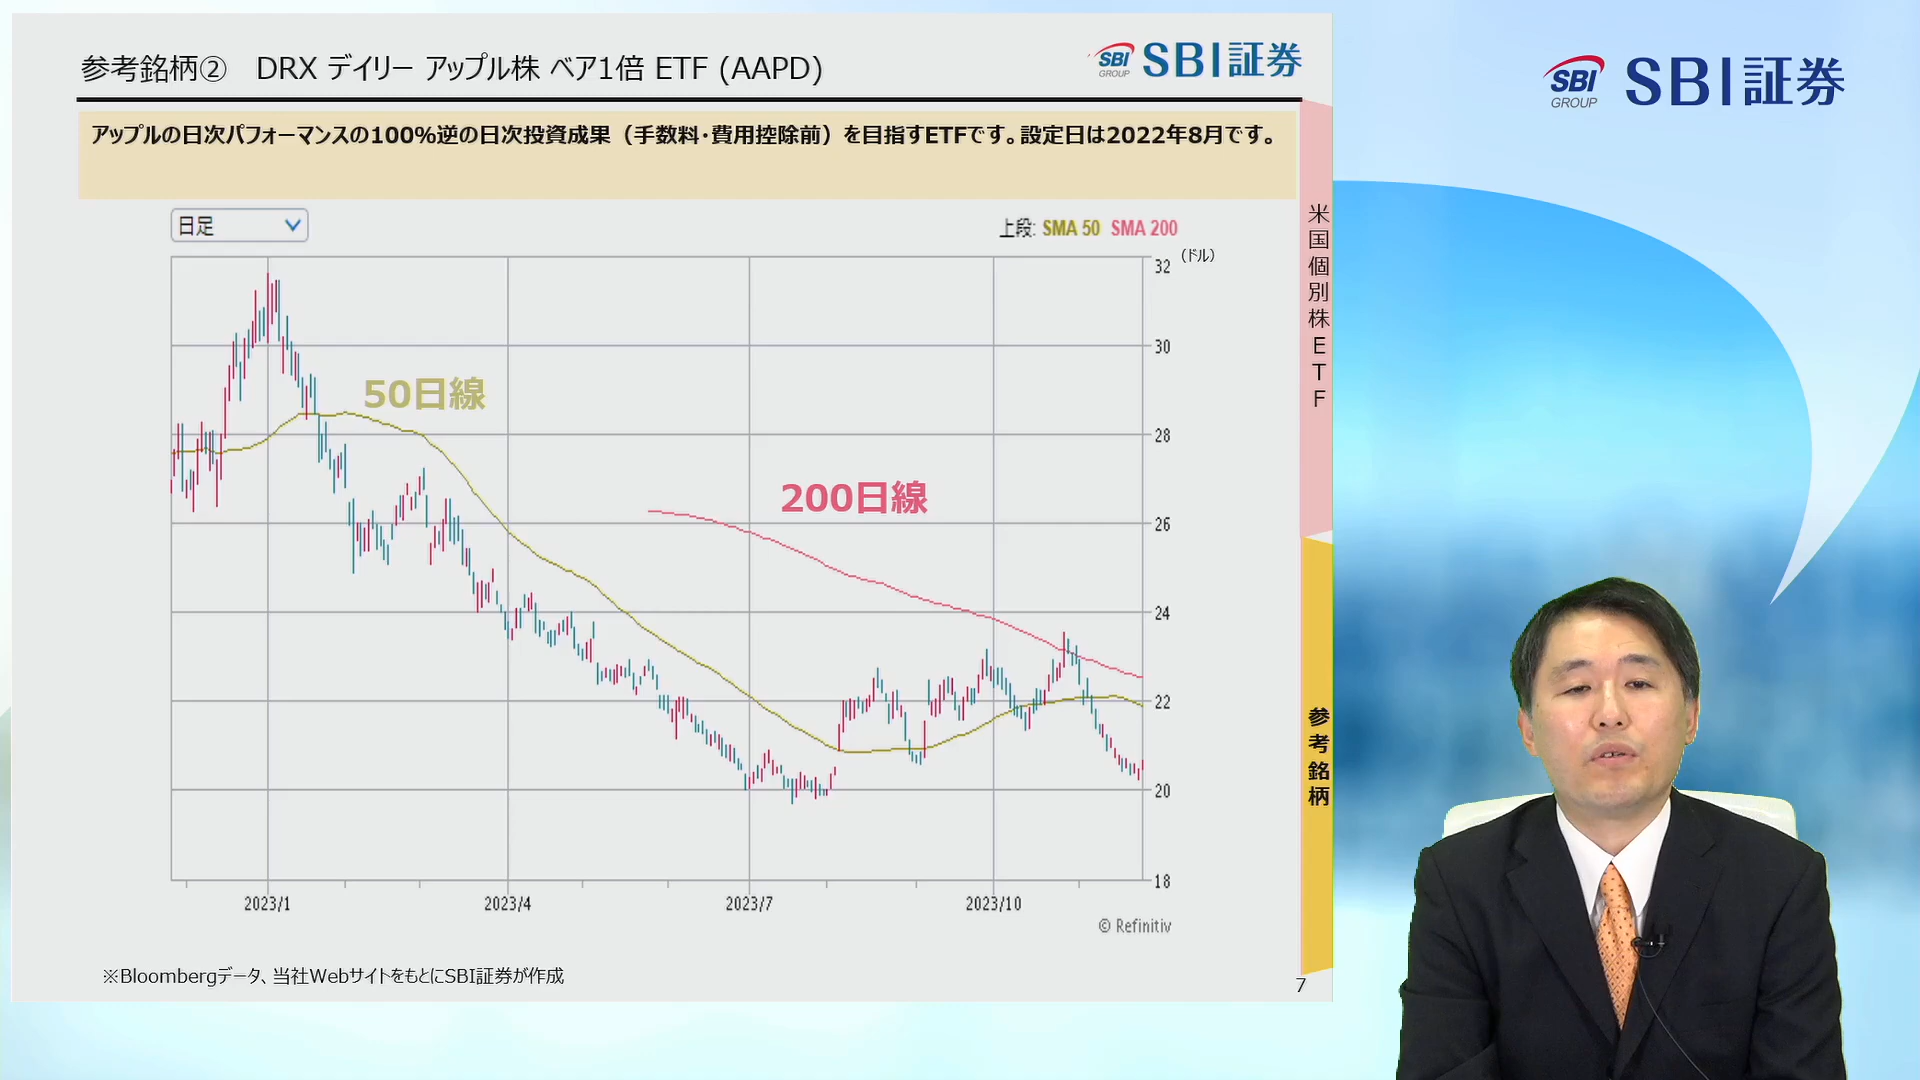 参考銘柄② DRX デイリー アップル株 ベア1倍 ETF (AAPD)
SBI GROUP SBI証券
アップルの日次パフォーマンスの100%逆の日次投資成果（手数料・費用控除前）を目指すETFです。設定日は2022年8月です。
日足
上段: SMA 50 SMA 200
(ドル)
32
30
28
26
24
22
20
18
50日線
200日線
2023/1
2023/4
2023/7
2023/10
© Refinitiv
※Bloombergデータ、当社WebサイトをもとにSBI証券が作成
7
米国個別株ETF
参考銘柄
SBI GROUP SBI証券